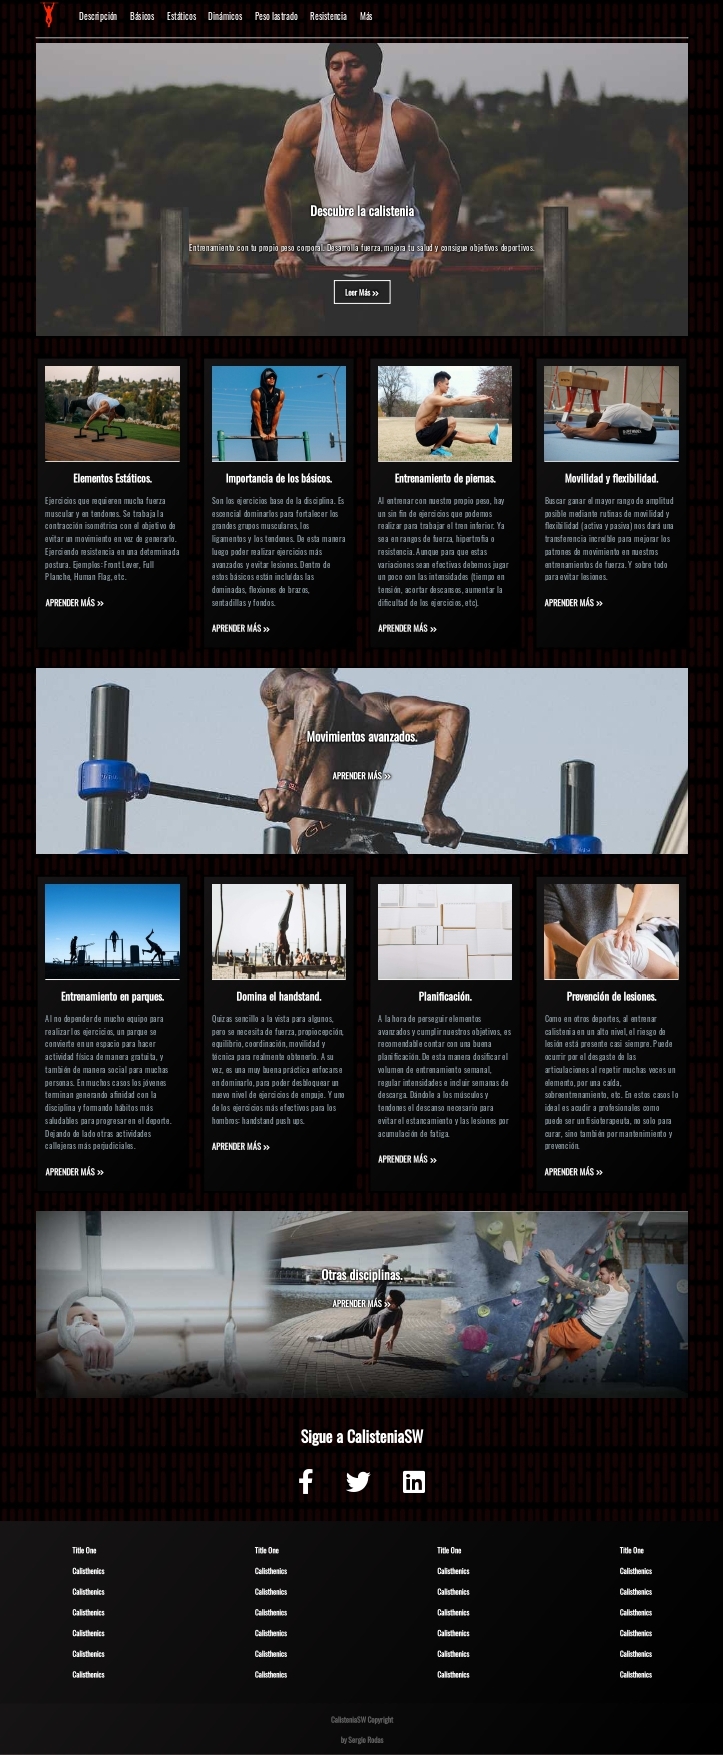 Descripción Básicos Estáticos Dinámicos Peso lastrado Resistencia Más
Descubre la calistenia
Entrenamiento con tu propio peso corporal. Desarrolla fuerza, mejora tu salud y consigue objetivos deportivos.
Leer Más >>
Elementos Estáticos.
Ejercicios que requieren mucha fuerza
muscular y en tendones. Se trabaja la
contracción isométrica con el objetivo de
evitar un movimiento en vez de generarlo.
Ejerciendo resistencia en una determinada
postura. Ejemplos: Front Lever, Full
Planche, Human Flag, etc.
APRENDER MÁS >>
Importancia de los básicos.
Son los ejercicios base de la disciplina. Es
escencial dominarlos para fortalecer los
grandes grupos musculares, los
ligamentos y los tendones. De esta manera
luego poder realizar ejercicios más
avanzados y evitar lesiones. Dentro de
estos básicos están incluídas las
dominadas, flexiones de brazos,
sentadillas y fondos.
APRENDER MÁS >>
Entrenamiento de piernas.
Al entrenar con nuestro propio peso, hay
un sin fin de ejercicios que podemos
realizar para trabajar el tren inferior. Ya
sea en rangos de fuerza, hipertrofia o
resistencia. Aunque para que estas
variaciones sean efectivas debemos jugar
un poco con las intensidades (tiempo en
tensión, acortar descansos, aumentar la
dificultad de los ejercicios, etc).
APRENDER MÁS >>
Movilidad y flexibilidad.
Buscar ganar el mayor rango de amplitud
posible mediante rutinas de movilidad y
flexibilidad (activa y pasiva) nos dará una
transferencia increíble para mejorar los
patrones de movimiento en nuestros
entrenamientos de fuerza. Y sobre todo
para evitar lesiones.
APRENDER MÁS >>
Movimientos avanzados.
APRENDER MÁS >>
Entrenamiento en parques.
Al no depender de mucho equipo para
realizar los ejercicios, un parque se
convierte en un espacio para hacer
actividad física de manera gratuita, y
también de manera social para muchas
personas. En muchos casos los jóvenes
terminan generando afinidad con la
disciplina y formando hábitos más
saludables para progresar en el deporte.
Dejando de lado otras actividades
callejeras más perjudiciales.
APRENDER MÁS >>
Domina el handstand.
Quizas sencillo a la vista para algunos,
pero se necesita de fuerza, propiocepción,
equilibrio, coordinación, movilidad y
técnica para realmente obtenerlo. A su
vez, es una muy buena práctica enfocarse
en dominarlo, para poder desbloquear un
nuevo nivel de ejercicios de empuje. Y uno
de los ejercicios más efectivos para los
hombros: handstand push ups.
APRENDER MÁS >>
Planificación.
A la hora de perseguir elementos
avanzados y cumplir nuestros objetivos, es
recomendable contar con una buena
planificación. De esta manera dosificar el
volumen de entrenamiento semanal,
regular intensidades e incluir semanas de
descarga. Dándole a los músculos y
tendones el descanso necesario para
evitar el estancamiento y las lesiones por
acumulación de fatiga.
APRENDER MÁS >>
Prevención de lesiones.
Como en otros deportes, al entrenar
calistenia en un alto nivel, el riesgo de
lesión está presente casi siempre. Puede
ocurrir por el desgaste de las
articulaciones al repetir muchas veces un
elemento, por una caída,
sobreentrenamiento, etc. En estos casos lo
ideal es acudir a profesionales como
puede ser un fisioterapeuta, no solo para
curar, sino también por mantenimiento y
prevención.
APRENDER MÁS >>
Otras disciplinas.
APRENDER MÁS >>
Sigue a CalisteniaSW
Title One
Calisthenics
Calisthenics
Calisthenics
Calisthenics
Calisthenics
Calisthenics
Title One
Calisthenics
Calisthenics
Calisthenics
Calisthenics
Calisthenics
Calisthenics
Title One
Calisthenics
Calisthenics
Calisthenics
Calisthenics
Calisthenics
Calisthenics
Title One
Calisthenics
Calisthenics
Calisthenics
Calisthenics
Calisthenics
Calisthenics
CalisteniaSW Copyright
by Sergio Rodas